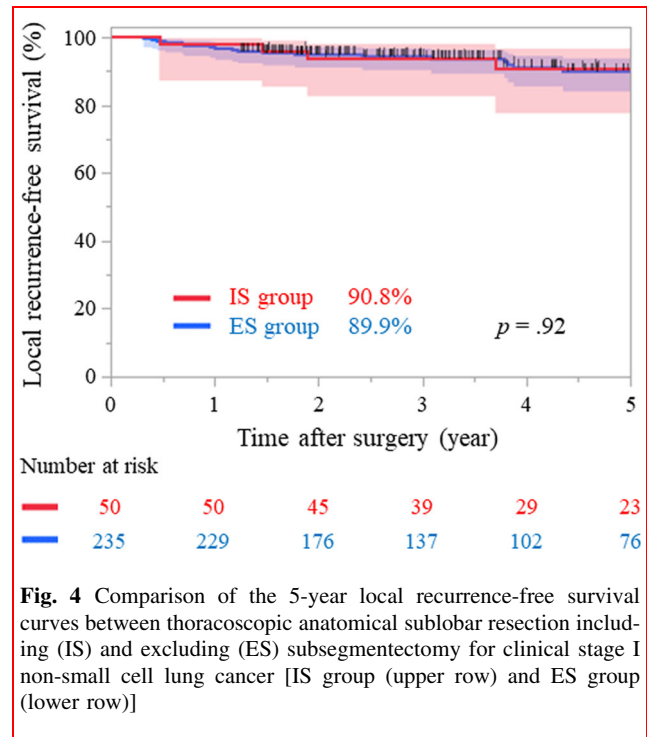 Local recurrence-free survival (%)
100
80
60
40
20
0
IS group 90.8%
ES group 89.9% p = .92
0 1 2 3 4 5
Time after surgery (year)
Number at risk
50 50 45 39 29 23
235 229 176 137 102 76
Fig. 4 Comparison of the 5-year local recurrence-free survival
curves between thoracoscopic anatomical sublobar resection includ-
ing (IS) and excluding (ES) subsegmentectomy for clinical stage I
non-small cell lung cancer [IS group (upper row) and ES group
(lower row)]